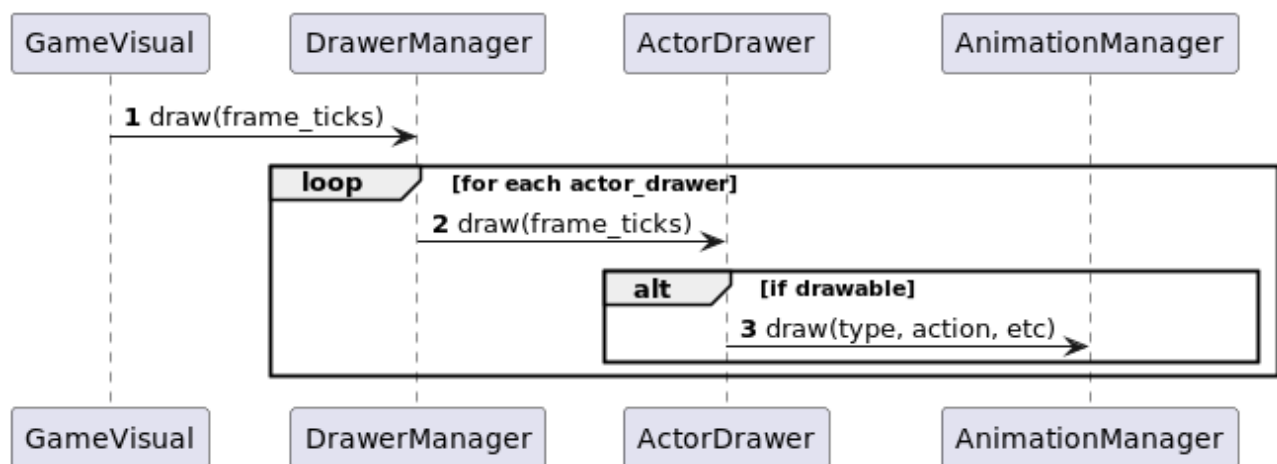 GameVisual DrawerManager ActorDrawer AnimationManager
1 draw(frame_ticks)
loop [for each actor_drawer]
2 draw(frame_ticks)
alt [if drawable]
3 draw(type, action, etc)
GameVisual DrawerManager ActorDrawer AnimationManager